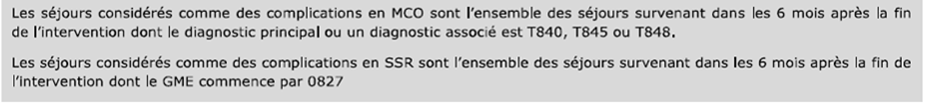 Les séjours considérés comme des complications en MCO sont l'ensemble des séjours survenant dans les 6 mois après la fin
de l'intervention dont le diagnostic principal ou un diagnostic associé est T840, T845 ou T848.
Les séjours considérés comme des complications en SSR sont l'ensemble des séjours survenant dans les 6 mois après la fin de
l'intervention dont le GME commence par 0827